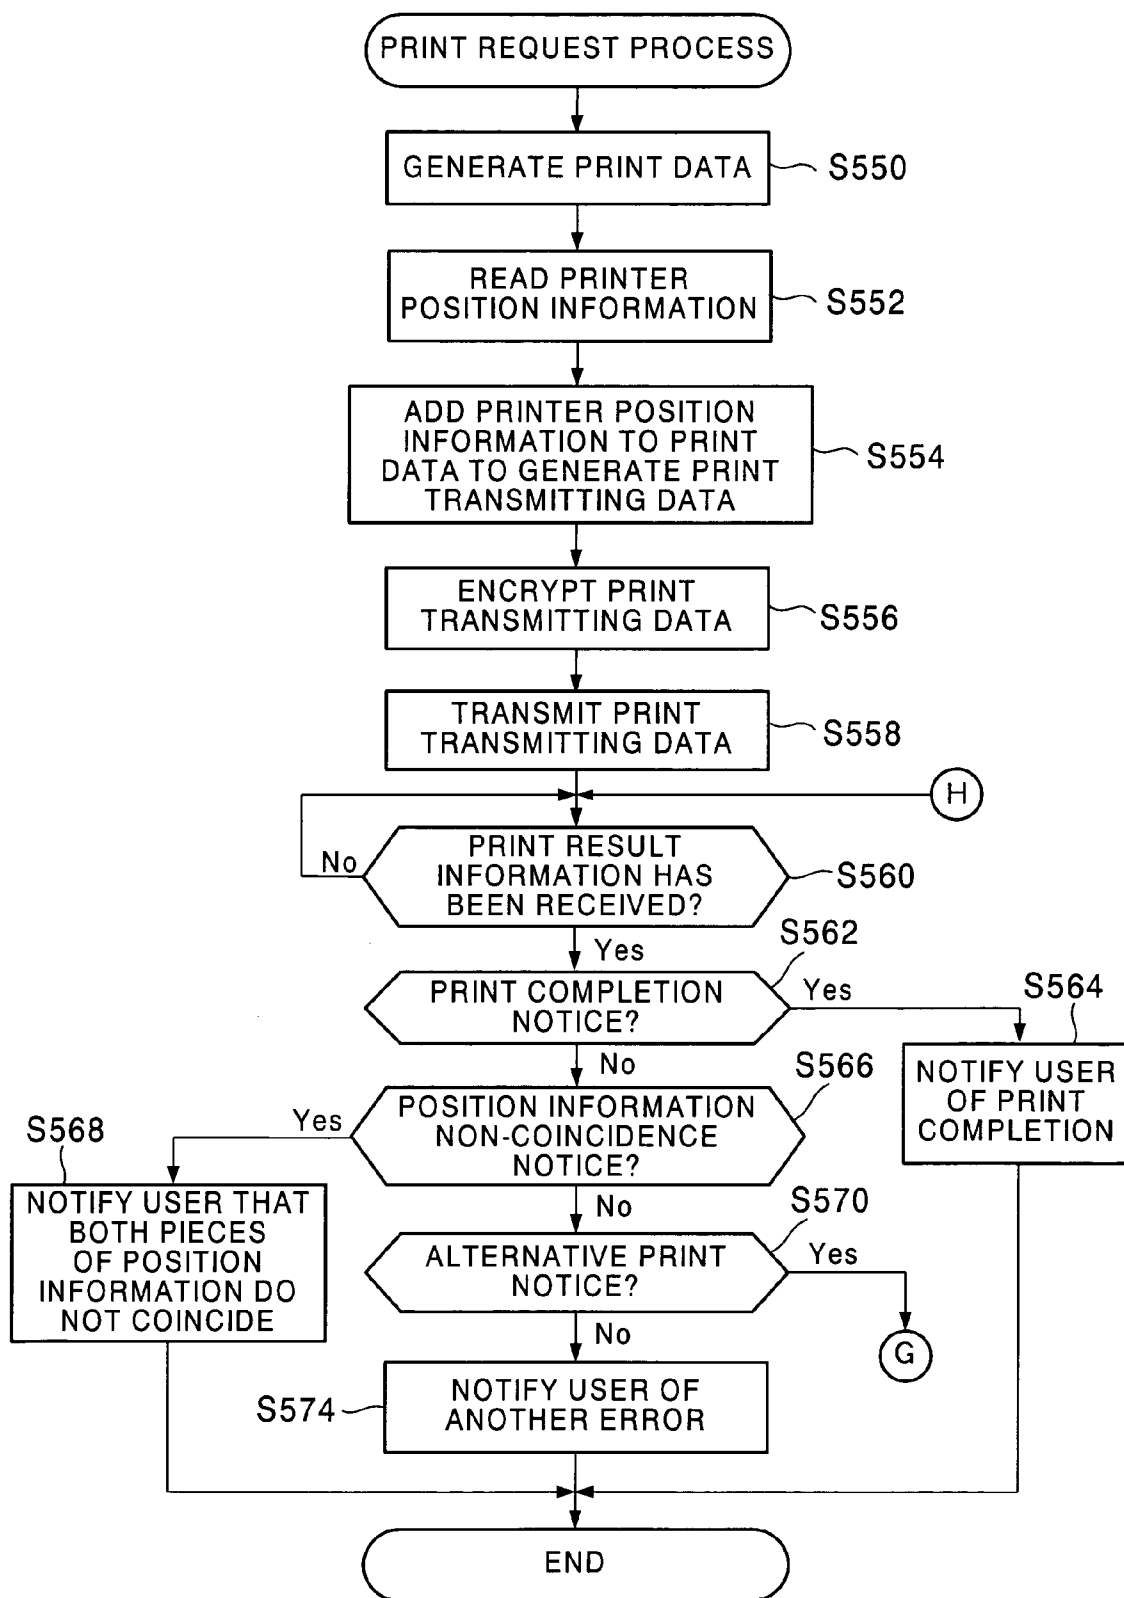 PRINT REQUEST PROCESS
GENERATE PRINT DATA
S550
READ PRINTER
POSITION INFORMATION
S552
ADD PRINTER POSITION
INFORMATION TO PRINT
DATA TO GENERATE PRINT
TRANSMITTING DATA
S554
ENCRYPT PRINT
TRANSMITTING DATA
S556
TRANSMIT PRINT
TRANSMITTING DATA
S558
H
PRINT RESULT
INFORMATION HAS
BEEN RECEIVED?
No
S560
Yes
S562
PRINT COMPLETION
NOTICE?
Yes
S564
NOTIFY USER
OF PRINT
COMPLETION
No
S566
POSITION INFORMATION
NON-COINCIDENCE
NOTICE?
Yes
S568
NOTIFY USER THAT
BOTH PIECES
OF POSITION
INFORMATION DO
NOT COINCIDE
No
S570
ALTERNATIVE PRINT
NOTICE?
Yes
G
No
S574
NOTIFY USER OF
ANOTHER ERROR
END